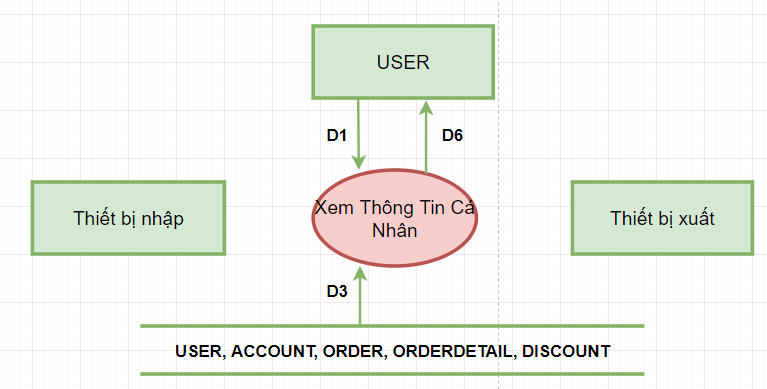 USER
D1
D6
Thiết bị nhập
Xem Thông Tin Cá
Nhân
Thiết bị xuất
D3
USER, ACCOUNT, ORDER, ORDERDETAIL, DISCOUNT